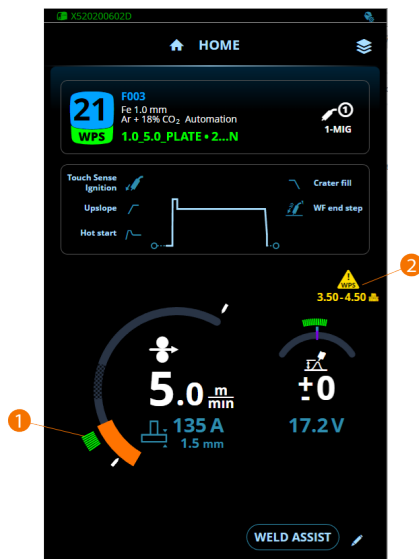 X520200602D
HOME
21
WPS
F003
Fe 1.0 mm
Ar + 18% CO₂ Automation
1.0_5.0_PLATE • 2...N
1
1-MIG
Touch Sense
Ignition
Upslope
Hot start
Crater fill
WF end step
2
WPS
3.50-4.50
5.0 m/min
±0
1
135 A
1.5 mm
17.2 V
WELD ASSIST